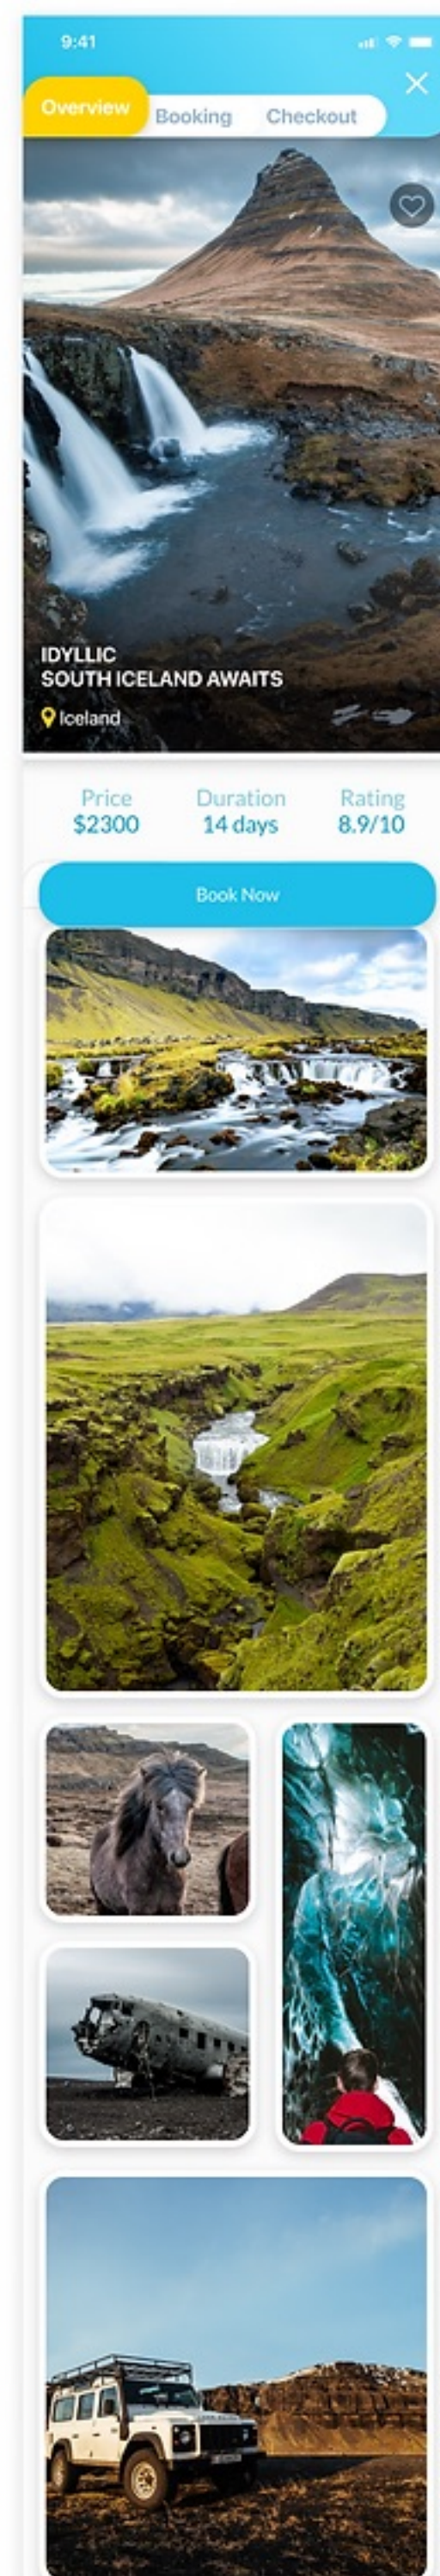 9:41
Overview
Booking
Checkout
IDYLLIC
SOUTH ICELAND AWAITS
Iceland
Price Duration Rating
$2300 14 days 8.9/10
Book Now